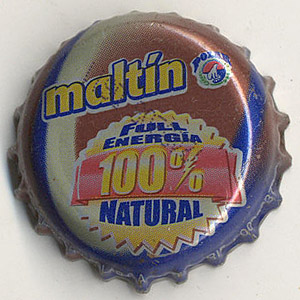 maltín
POLAR
FULL
ENERGÍA
100%
NATURAL